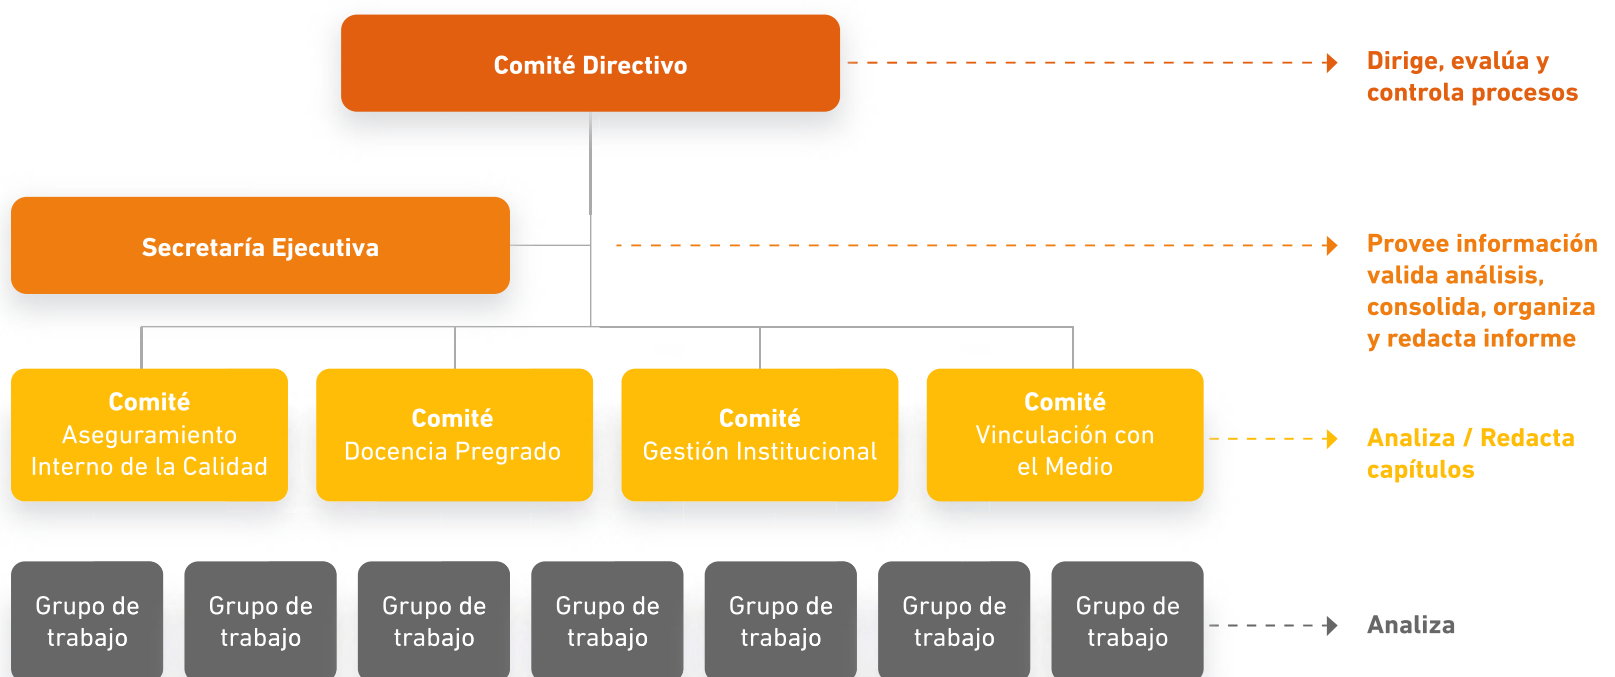 Comité Directivo
Dirige, evalúa y
controla procesos
Secretaría Ejecutiva
Provee información
valida análisis,
consolida, organiza
y redacta informe
Comité
Aseguramiento
Interno de la Calidad
Comité
Docencia Pregrado
Comité
Gestión Institucional
Comité
Vinculación con
el Medio
Analiza / Redacta
capítulos
Grupo de
trabajo
Grupo de
trabajo
Grupo de
trabajo
Grupo de
trabajo
Grupo de
trabajo
Grupo de
trabajo
Grupo de
trabajo
Analiza